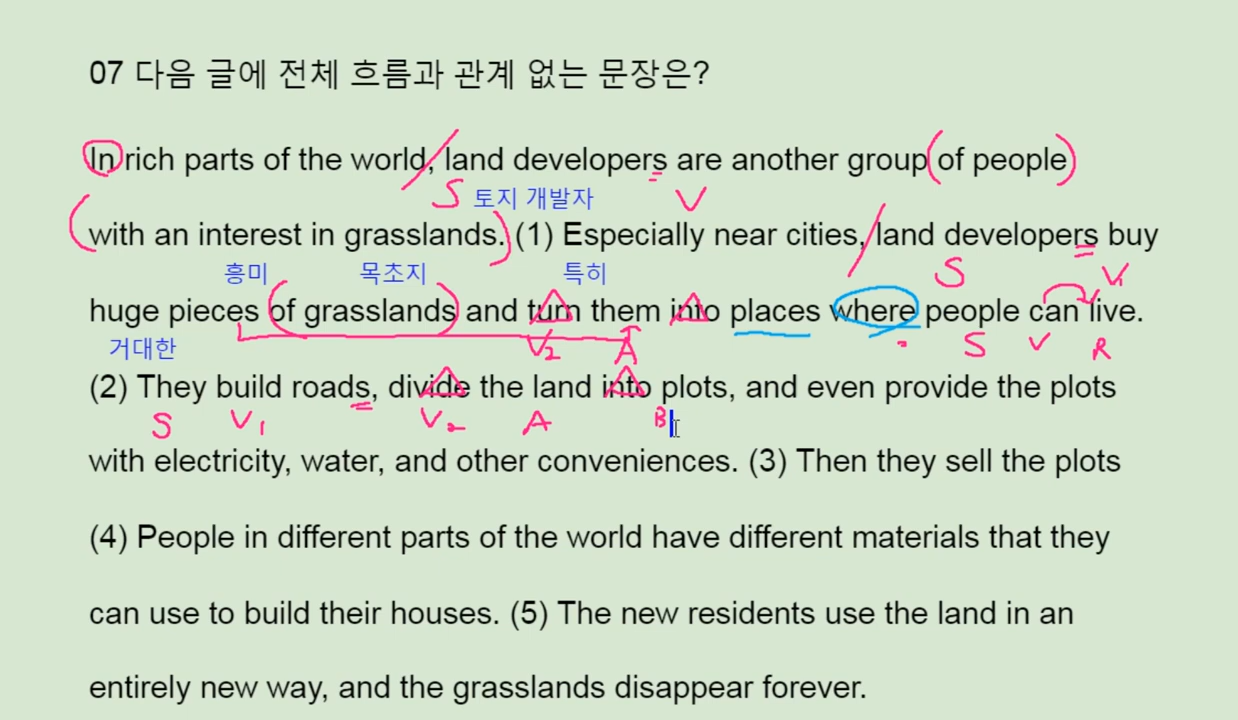 07 다음 글에 전체 흐름과 관계 없는 문장은?
In rich parts of the world, land developers are another group of people
S 토지 개발자 V
with an interest in grasslands. (1) Especially near cities, land developers buy
흥미 목초지 특히 S V1
huge pieces of grasslands and turn them into places where people can live.
거대한 V2 A S V R
(2) They build roads, divide the land into plots, and even provide the plots
S V1 V2 A B
with electricity, water, and other conveniences. (3) Then they sell the plots
(4) People in different parts of the world have different materials that they
can use to build their houses. (5) The new residents use the land in an
entirely new way, and the grasslands disappear forever.